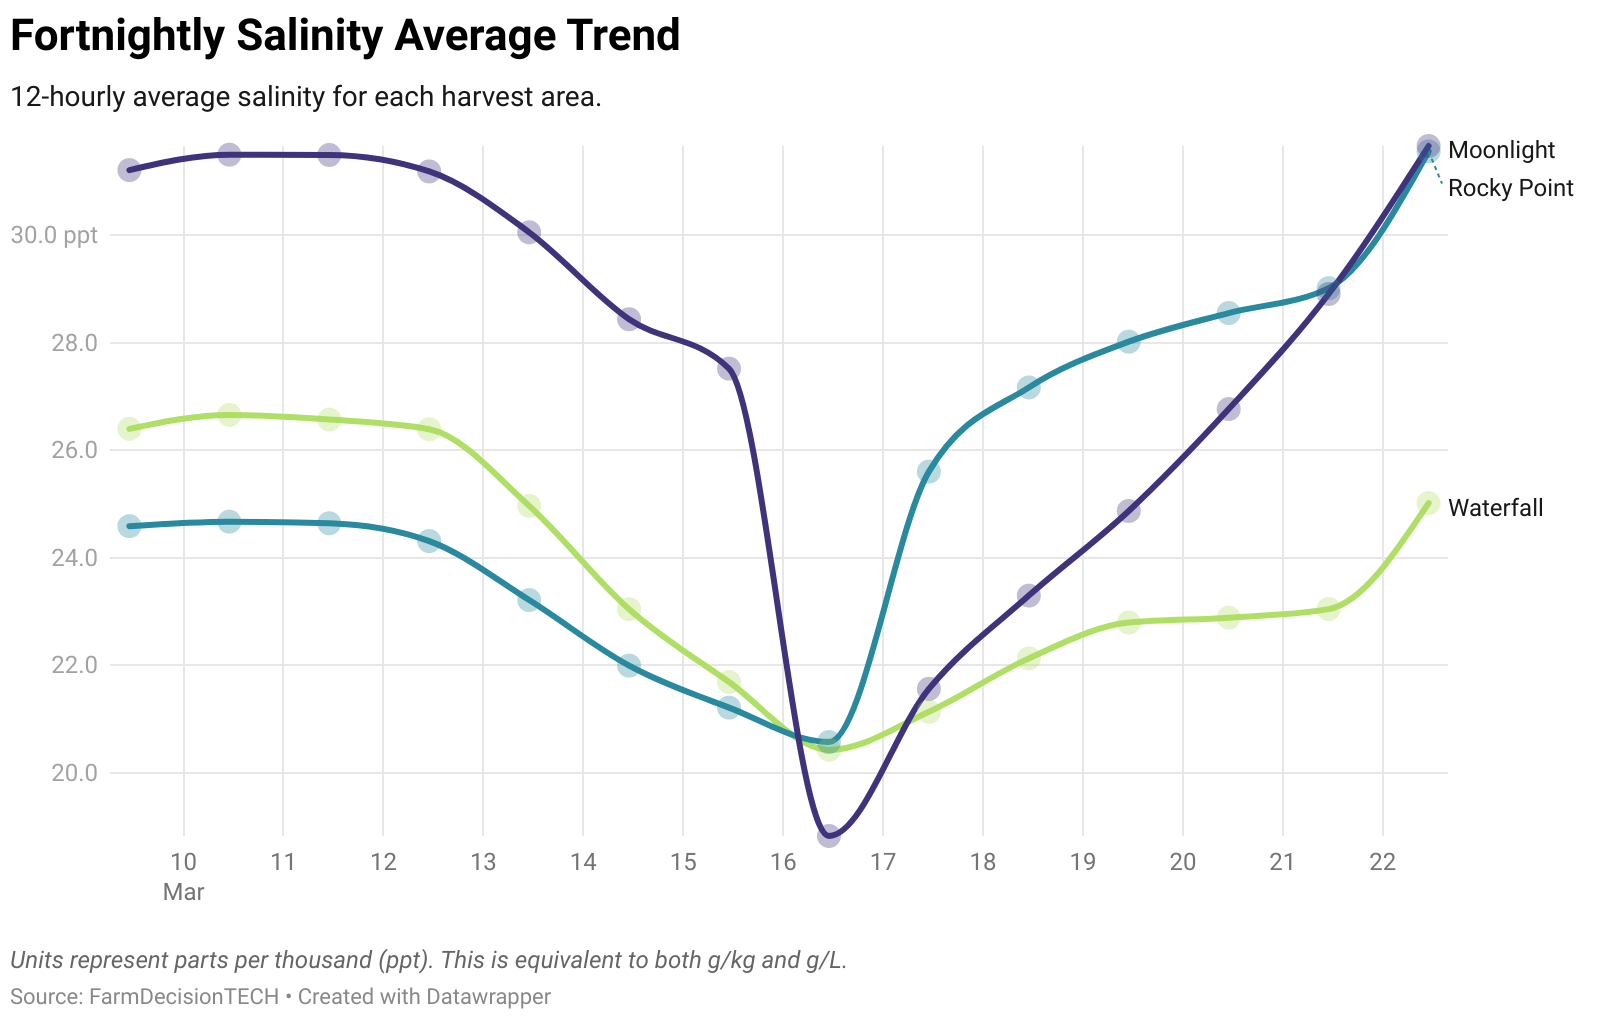 Fortnightly Salinity Average Trend
12-hourly average salinity for each harvest area.
Moonlight
Rocky Point
30.0 ppt
28.0
26.0
Waterfall
24.0
22.0
20.0
10 11 12 13 14 15 16 17 18 19 20 21 22
Mar
Units represent parts per thousand (ppt). This is equivalent to both g/kg and g/L.
Source: FarmDecisionTECH • Created with Datawrapper